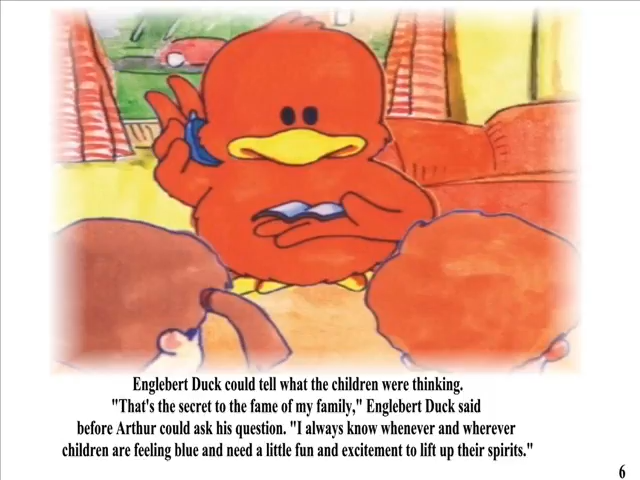 Englebert Duck could tell what the children were thinking.
"That's the secret to the fame of my family," Englebert Duck said
before Arthur could ask his question. "I always know whenever and wherever
children are feeling blue and need a little fun and excitement to lift up their spirits."
6